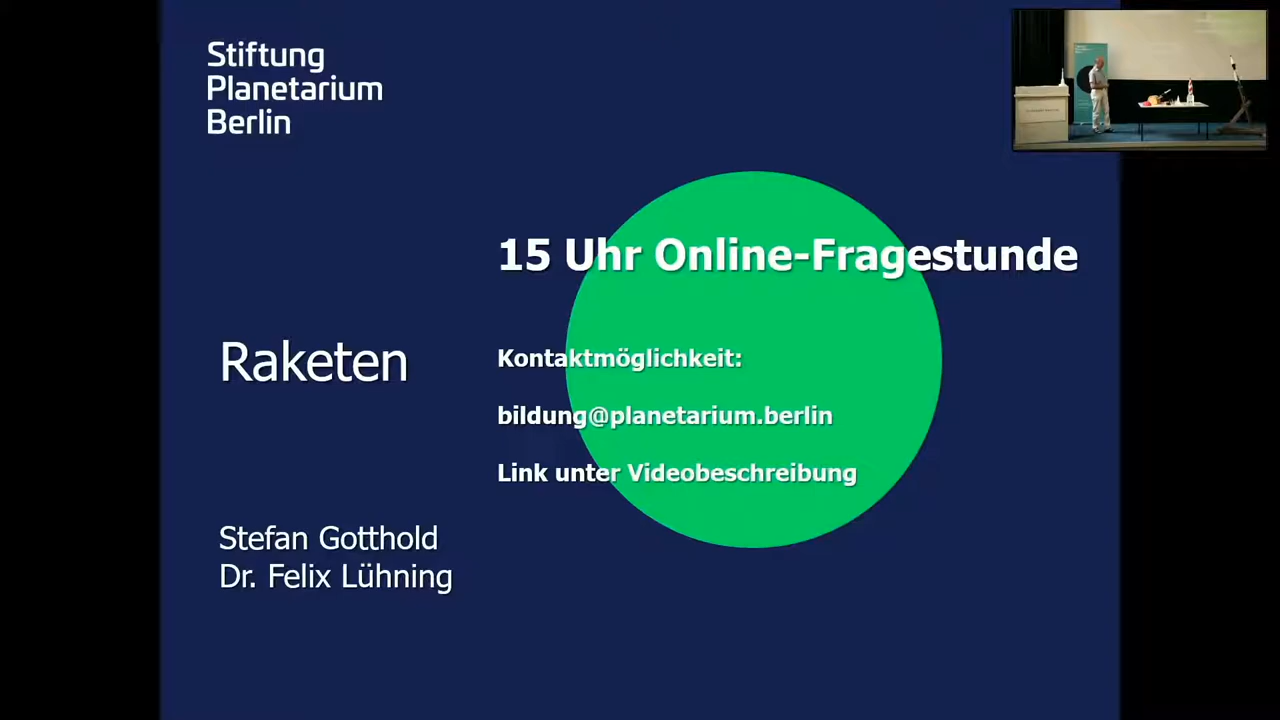 Stiftung
Planetarium
Berlin
15 Uhr Online-Fragestunde
Raketen
Kontaktmöglichkeit:
bildung@planetarium.berlin
Link unter Videobeschreibung
Stefan Gotthold
Dr. Felix Lühning